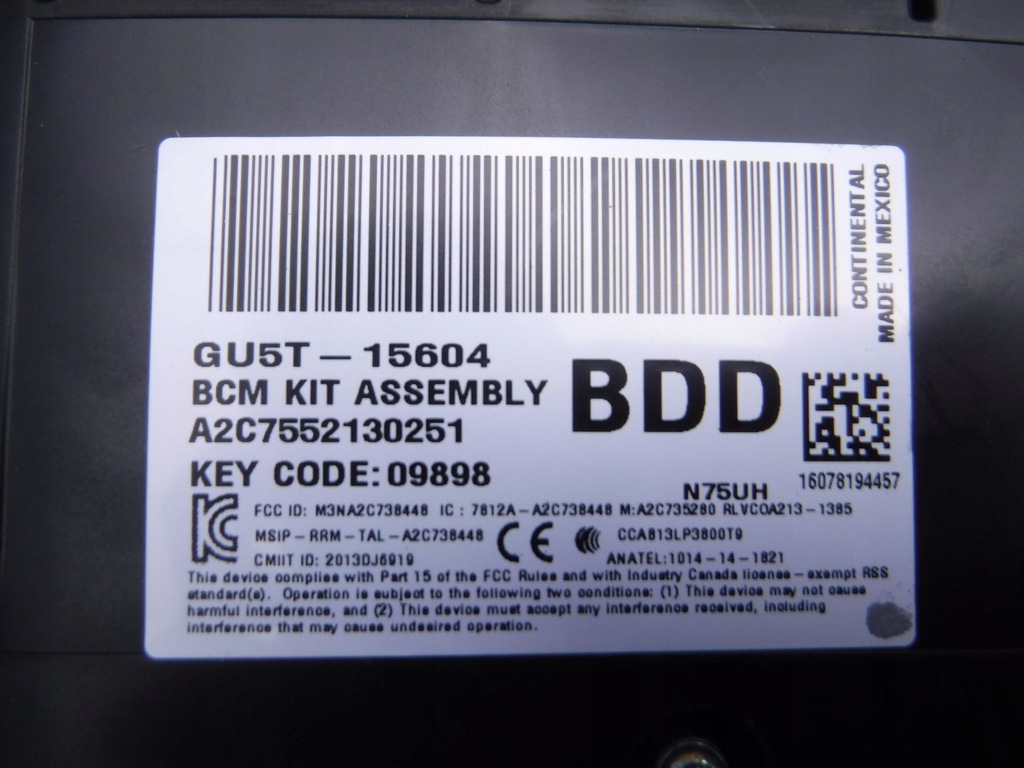 CONTINENTAL
MADE IN MEXICO
GU5T - 15604
BCM KIT ASSEMBLY
BDD
A2C7552130251
KEY CODE: 09898
N75UH
16078194457
FCC ID: M3NA2C738448 IC : 7812A-A2C738448 M:A2C735280 RLVCOA213-1385
MSIP-RRM-TAL-A2C738448 CE CCAB13LP3800T9
CMIIT ID: 2013DJ6919 ANATEL:1014-14-1821
This device complies with Part 15 of the FCC Rules and with Industry Canada license - exempt RSS
standard(s). Operation is subject to the following two conditions: (1) This device may not cause
harmful interference, and (2) This device must accept any interference received, including
interference that may cause undesired operation.